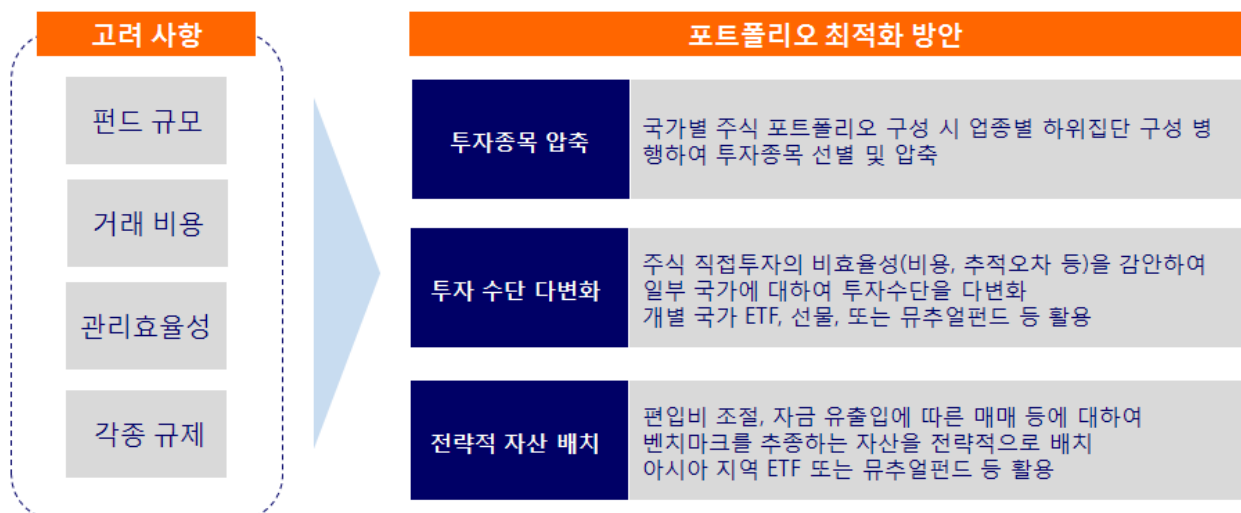 고려 사항
펀드 규모
거래 비용
관리효율성
각종 규제
포트폴리오 최적화 방안
투자종목 압축
국가별 주식 포트폴리오 구성 시 업종별 하위집단 구성 병
행하여 투자종목 선별 및 압축
투자 수단 다변화
주식 직접투자의 비효율성(비용, 추적오차 등)을 감안하여
일부 국가에 대하여 투자수단을 다변화
개별 국가 ETF, 선물, 또는 뮤추얼펀드 등 활용
전략적 자산 배치
편입비 조절, 자금 유출입에 따른 매매 등에 대하여
벤치마크를 추종하는 자산을 전략적으로 배치
아시아 지역 ETF 또는 뮤추얼펀드 등 활용